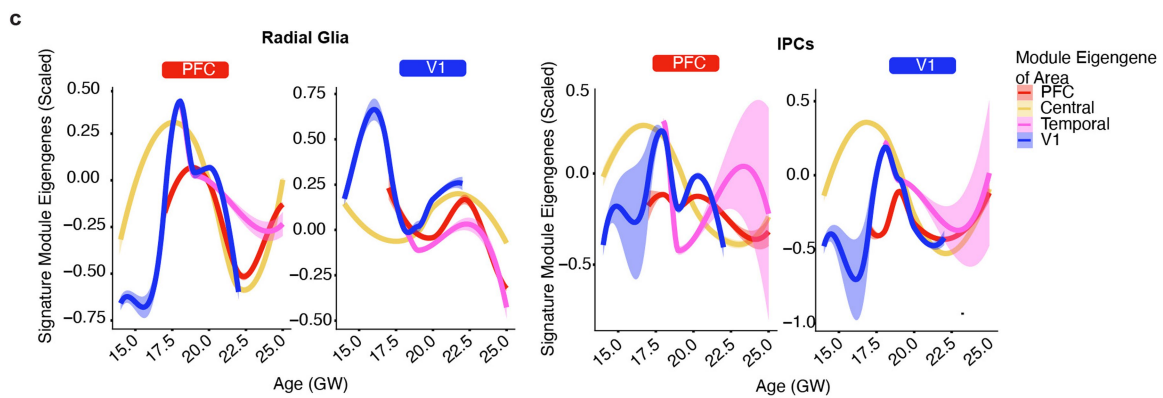 c
Radial Glia
IPCs
PFC
V1
PFC
V1
Signature Module Eigengenes (Scaled)
0.50
0.25
0.00
−0.25
−0.50
−0.75
0.75
0.50
0.25
0.00
−0.25
−0.50
15.0 17.5 20.0 22.5 25.0
15.0 17.5 20.0 22.5 25.0
Age (GW)
Signature Module Eigengenes (Scaled)
0.5
0.0
−0.5
0.5
0.0
−0.5
−1.0
15.0 17.5 20.0 22.5 25.0
15.0 17.5 20.0 22.5 25.0
Age (GW)
Module Eigengene
of Area
PFC
Central
Temporal
V1